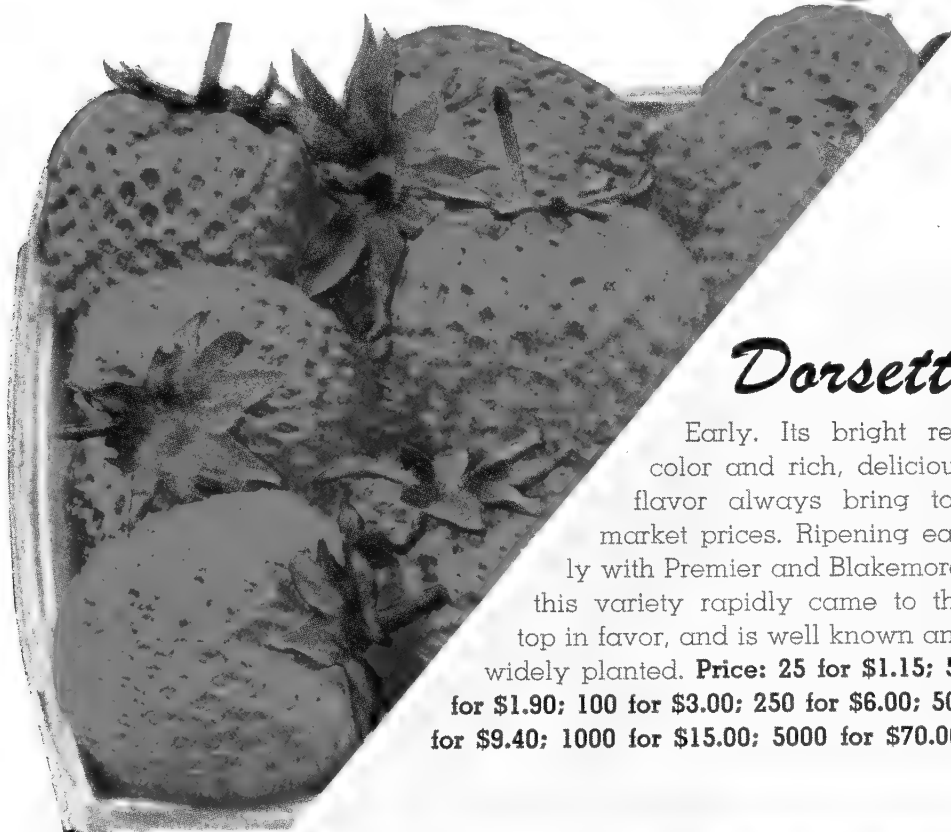 Dorsett
Early. Its bright re
color and rich, deliciou
flavor always bring to
market prices. Ripening ea
ly with Premier and Blakemor
this variety rapidly came to th
top in favor, and is well known an
widely planted. Price: 25 for $1.15; 5
for $1.90; 100 for $3.00; 250 for $6.00; 50
for $9.40; 1000 for $15.00; 5000 for $70.00